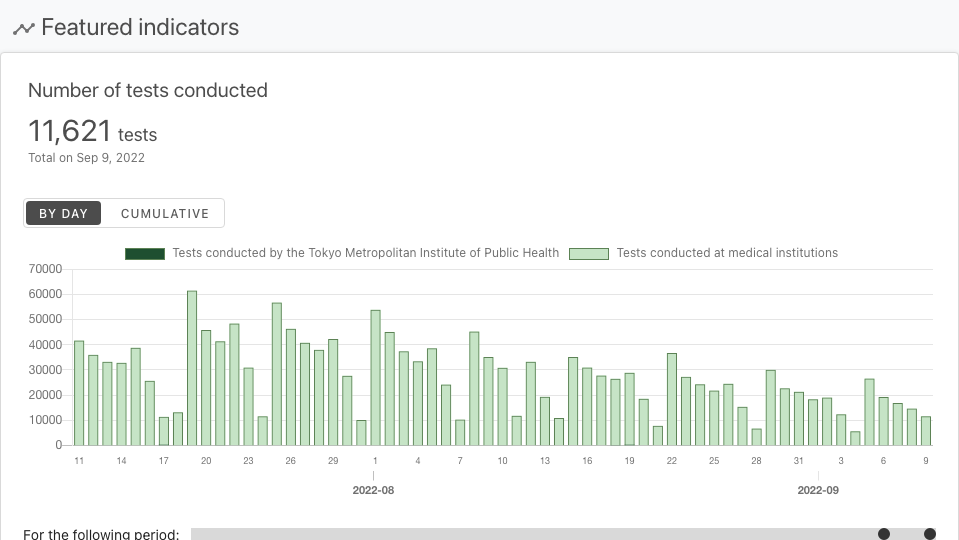 Featured indicators
Number of tests conducted
11,621 tests
Total on Sep 9, 2022
BY DAY CUMULATIVE
Tests conducted by the Tokyo Metropolitan Institute of Public Health Tests conducted at medical institutions
70000
60000
50000
40000
30000
20000
10000
0
11 14 17 20 23 26 29 1 4 7 10 13 16 19 22 25 28 31 3 6 9
2022-08 2022-09
For the following period: